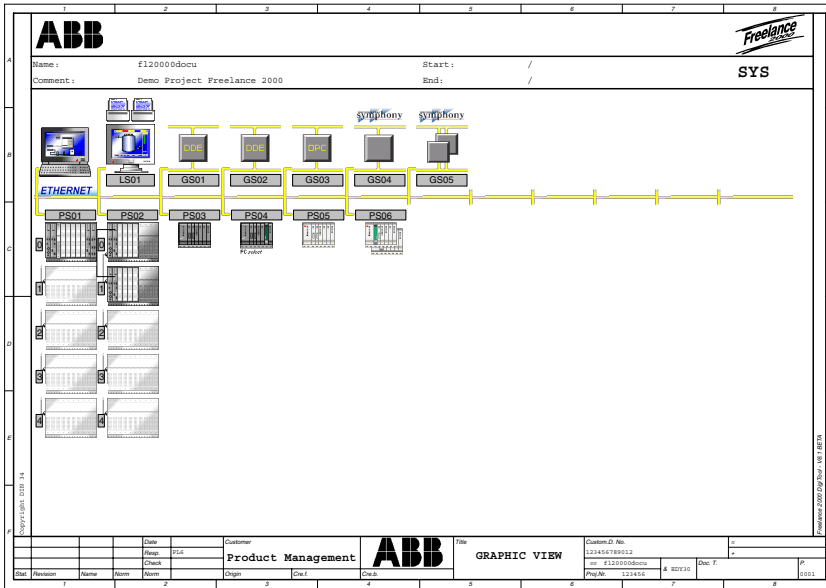 1 2 3 4 5 6 7 8
ABB
Freelance 2000
Name: fl20000docu Start: /
SYS
Comment: Demo Project Freelance 2000 End: /
symphony symphony
DDE DDE OPC
LS01 GS01 GS02 GS03 GS04 GS05
ETHERNET
PS01 PS02 PS03 PS04 PS05 PS06
0 0
PC select
1 1
2 2
3 3
4 4
A
B
C
D
E
F
Copyright DIN 34
Freelance 2000 DigiTool - V6.1 BETA
Date Customer Title Custom.D. No. =
Resp. PL6 123456789012 +
Product Management ABB GRAPHIC VIEW
Check == fl20000docu & EDY30 Doc. T. P.
Stat. Revision Name Norm Norm Origin Cre.f. Cre.b. Proj.Nr. 123456 0001
1 2 3 4 5 6 7 8